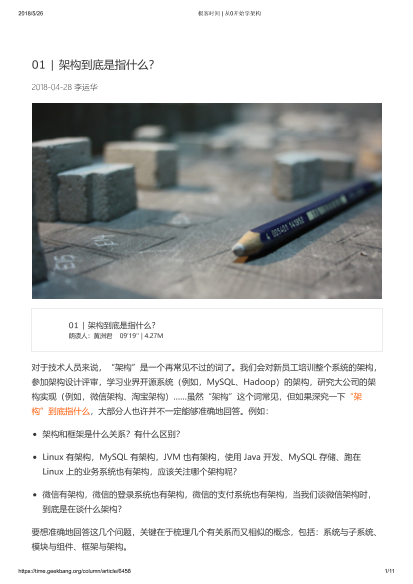 2018/5/26
极客时间 | 从0开始学架构
01 | 架构到底是指什么？
2018-04-28 李运华
01 | 架构到底是指什么？
朗读人：黄洲君 09'19'' | 4.27M
对于技术人员来说，“架构”是一个再常见不过的词了。我们会对新员工培训整个系统的架构，
参加架构设计评审，学习业界开源系统（例如，MySQL、Hadoop）的架构，研究大公司的架
构实现（例如，微信架构、淘宝架构）……虽然“架构”这个词常见，但如果深究一下“架
构”到底指什么，大部分人也许并不一定能够准确地回答。例如：
• 架构和框架是什么关系？有什么区别？
• Linux 有架构，MySQL 有架构，JVM 也有架构，使用 Java 开发、MySQL 存储、跑在
Linux 上的业务系统也有架构，应该关注哪个架构呢？
• 微信有架构，微信的登录系统也有架构，微信的支付系统也有架构，当我们谈微信架构时，
到底是在谈什么架构？
要想准确地回答这几个问题，关键在于梳理几个有关系而又相似的概念，包括：系统与子系统、
模块与组件、框架与架构。
https://time.geekbang.org/column/article/6458
1/11